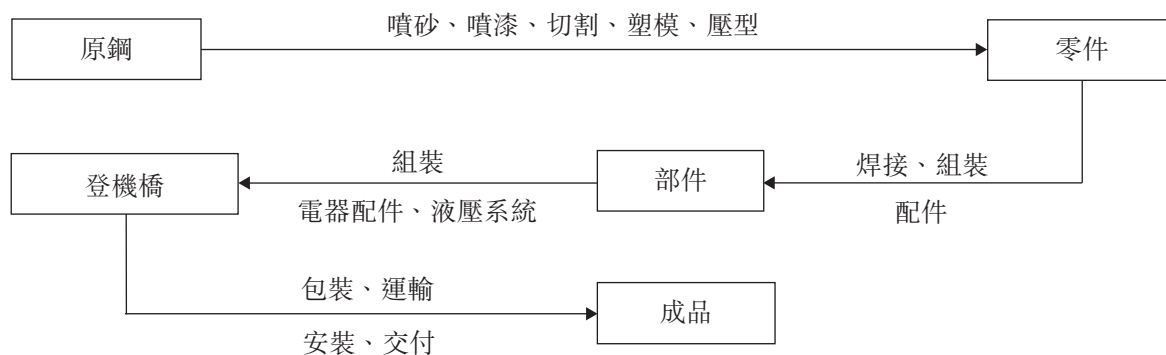 原鋼
噴砂、噴漆、切割、塑模、壓型
零件
登機橋
組裝
電器配件、液壓系統
部件
焊接、組裝
配件
包裝、運輸
安裝、交付
成品